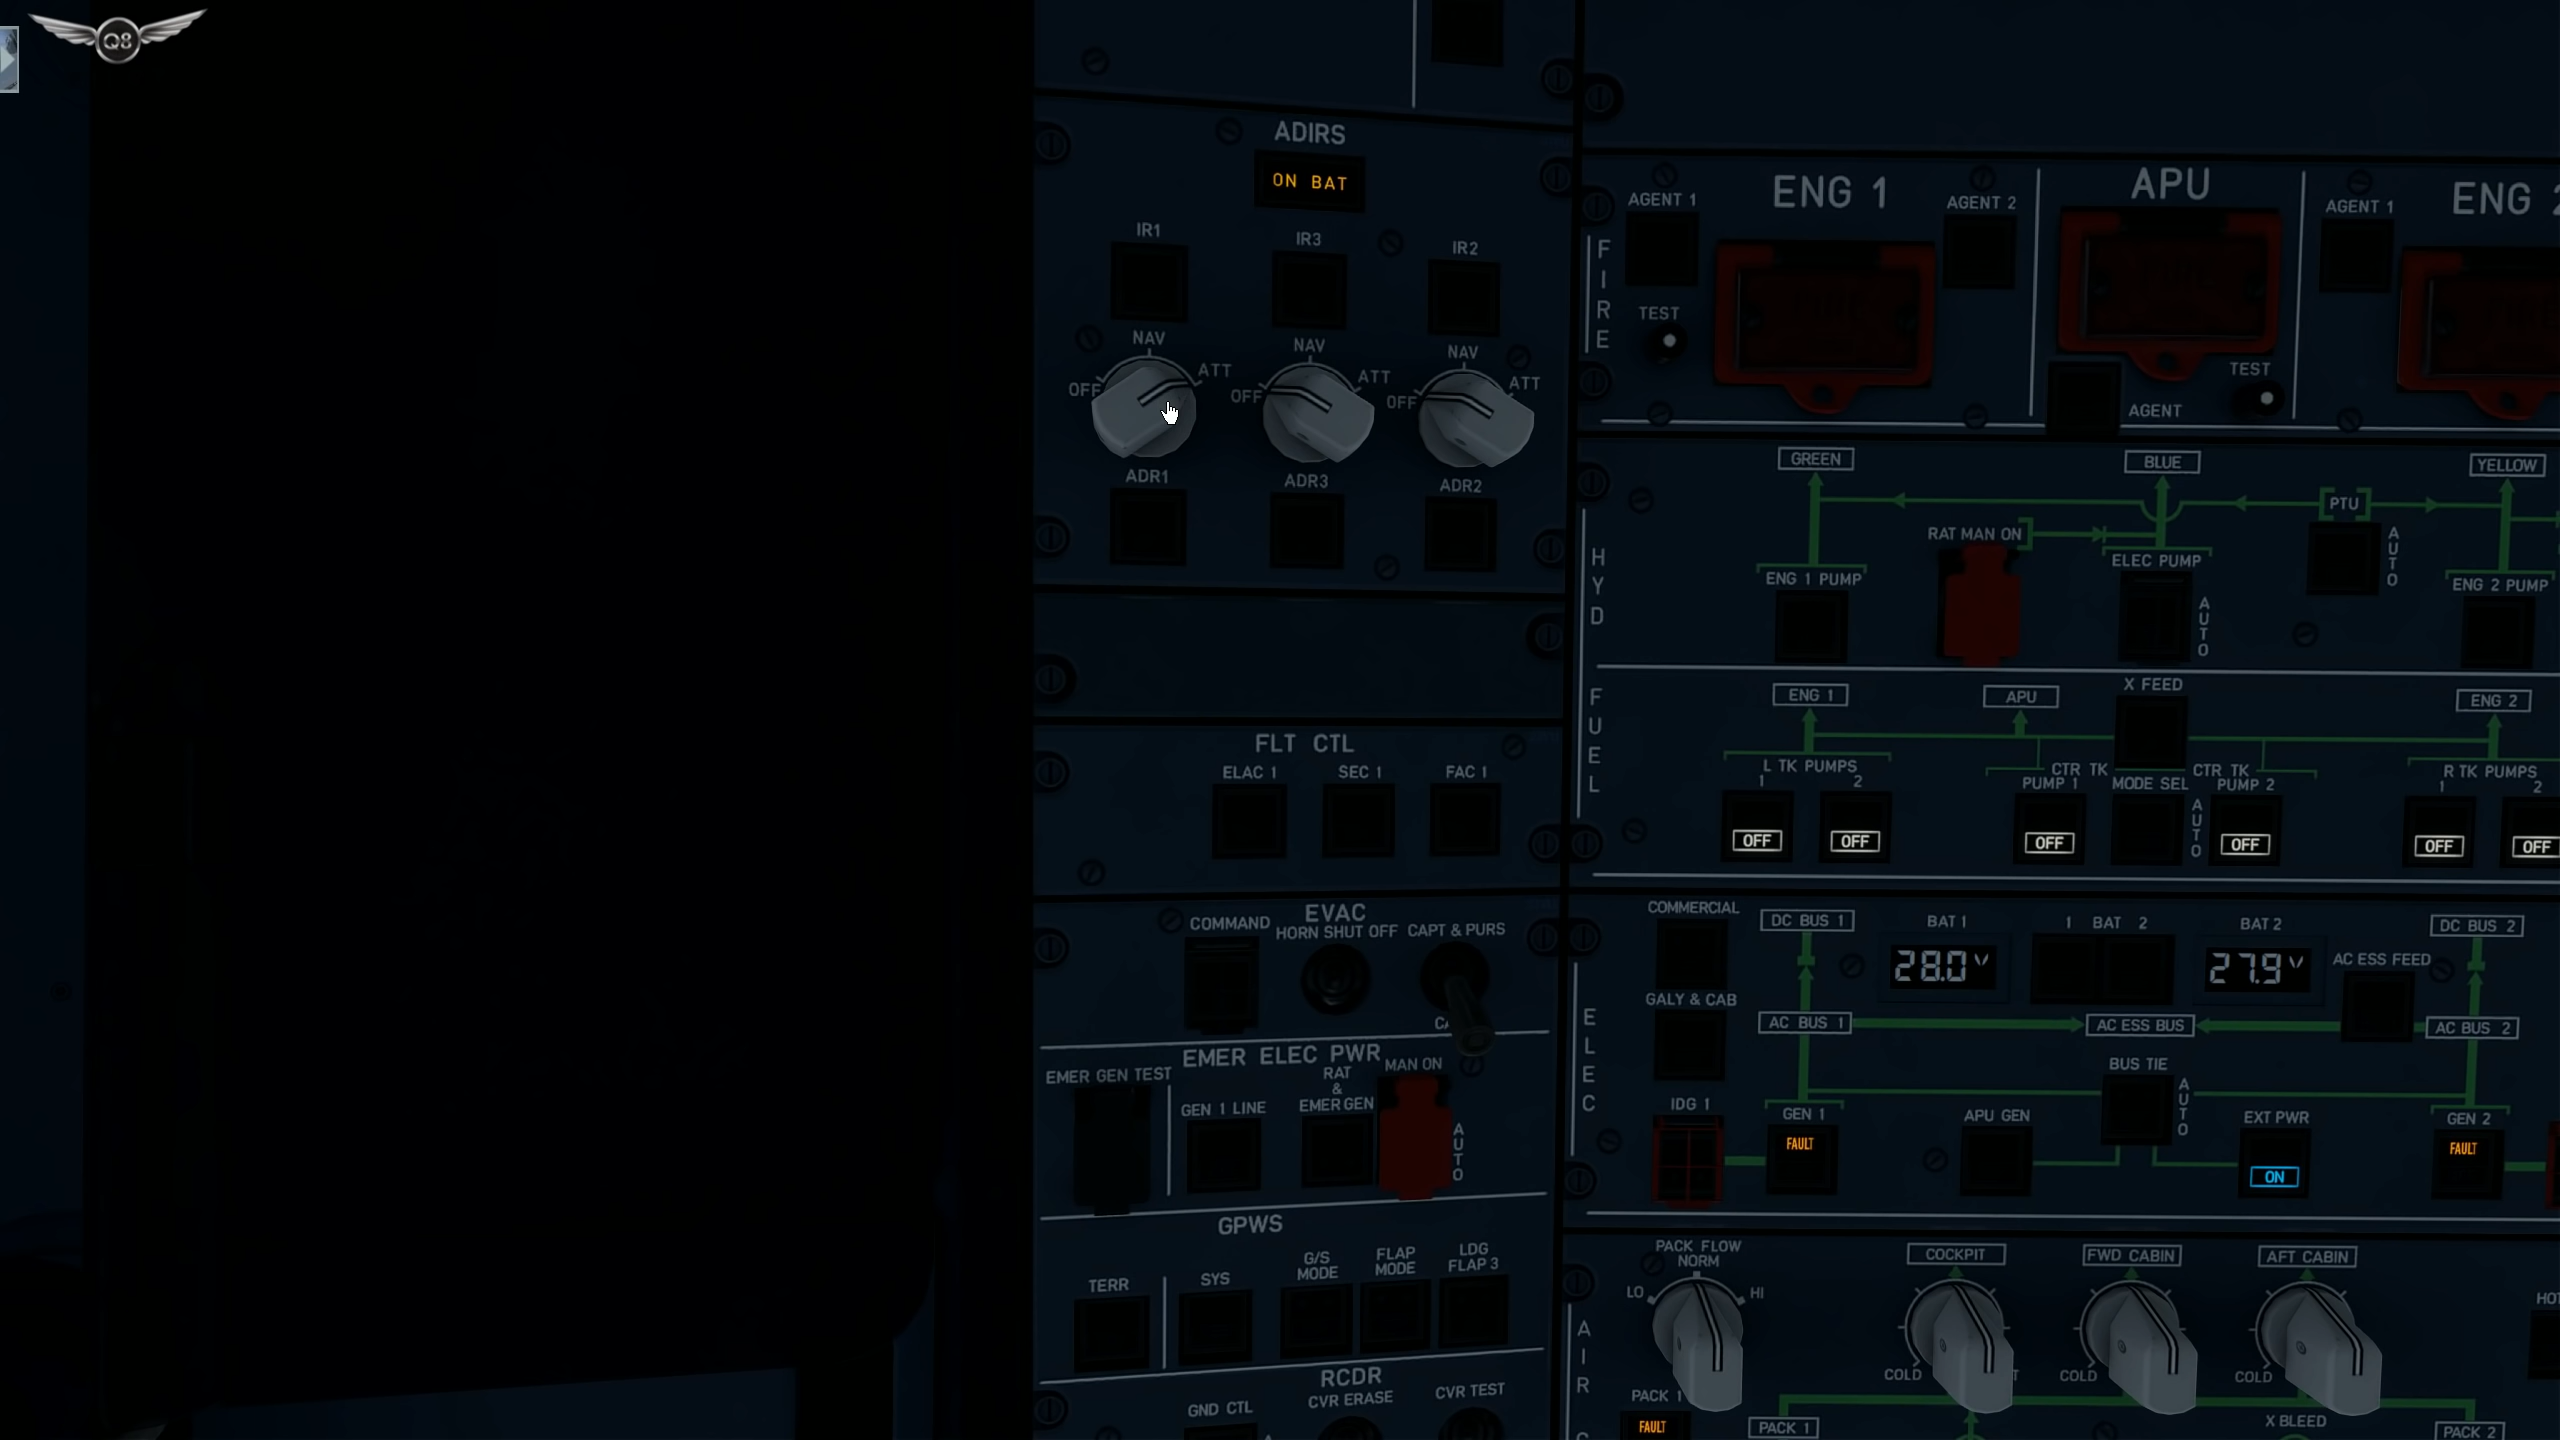 Q8
ADIRS
ON BAT
IR1
IR3
IR2
NAV
NAV
NAV
OFF
ATT
OFF
ATT
OFF
ATT
ADR1
ADR3
ADR2
FLT CTL
ELAC 1
SEC 1
FAC 1
EVAC
COMMAND
HORN SHUT OFF
CAPT & PURS
EMER ELEC PWR
EMER GEN TEST
GEN 1 LINE
RAT
&
EMER GEN
MAN ON
AUTO
GPWS
TERR
SYS
G/S
MODE
FLAP
MODE
LDG
FLAP 3
RCDR
GND CTL
CVR ERASE
CVR TEST
FIRE
AGENT 1
ENG 1
AGENT 2
TEST
APU
AGENT
TEST
AGENT 1
ENG
HYD
GREEN
BLUE
YELLOW
PTU
AUTO
RAT MAN ON
ELEC PUMP
AUTO
ENG 1 PUMP
ENG 2 PUMP
FUEL
ENG 1
APU
X FEED
ENG 2
L TK PUMPS
1
2
CTR TK
PUMP 1
MODE SEL
AUTO
CTR TK
PUMP 2
R TK PUMPS
1
2
OFF
OFF
OFF
OFF
OFF
OFF
ELEC
COMMERCIAL
DC BUS 1
BAT 1
28.0 V
1 BAT 2
BAT 2
27.9 V
AC ESS FEED
DC BUS 2
GALY & CAB
AC BUS 1
AC ESS BUS
AC BUS 2
BUS TIE
AUTO
IDG 1
GEN 1
FAULT
APU GEN
EXT PWR
ON
GEN 2
FAULT
AIR
PACK FLOW
NORM
LO
HI
COCKPIT
FWD CABIN
AFT CABIN
COLD
COLD
COLD
PACK 1
FAULT
PACK 1
X BLEED
PACK 2